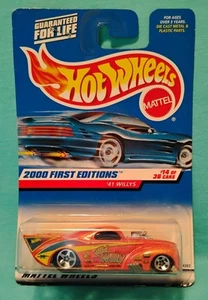 GUARANTEED
FOR LIFE
FOR AGES
OVER 3 YEARS.
DIE CAST METAL &
PLASTIC PARTS.
Hot Wheels
MATTEL
2000 FIRST EDITIONS
'41 WILLYS
#14 OF
36 CARS
MATTEL WHEELS